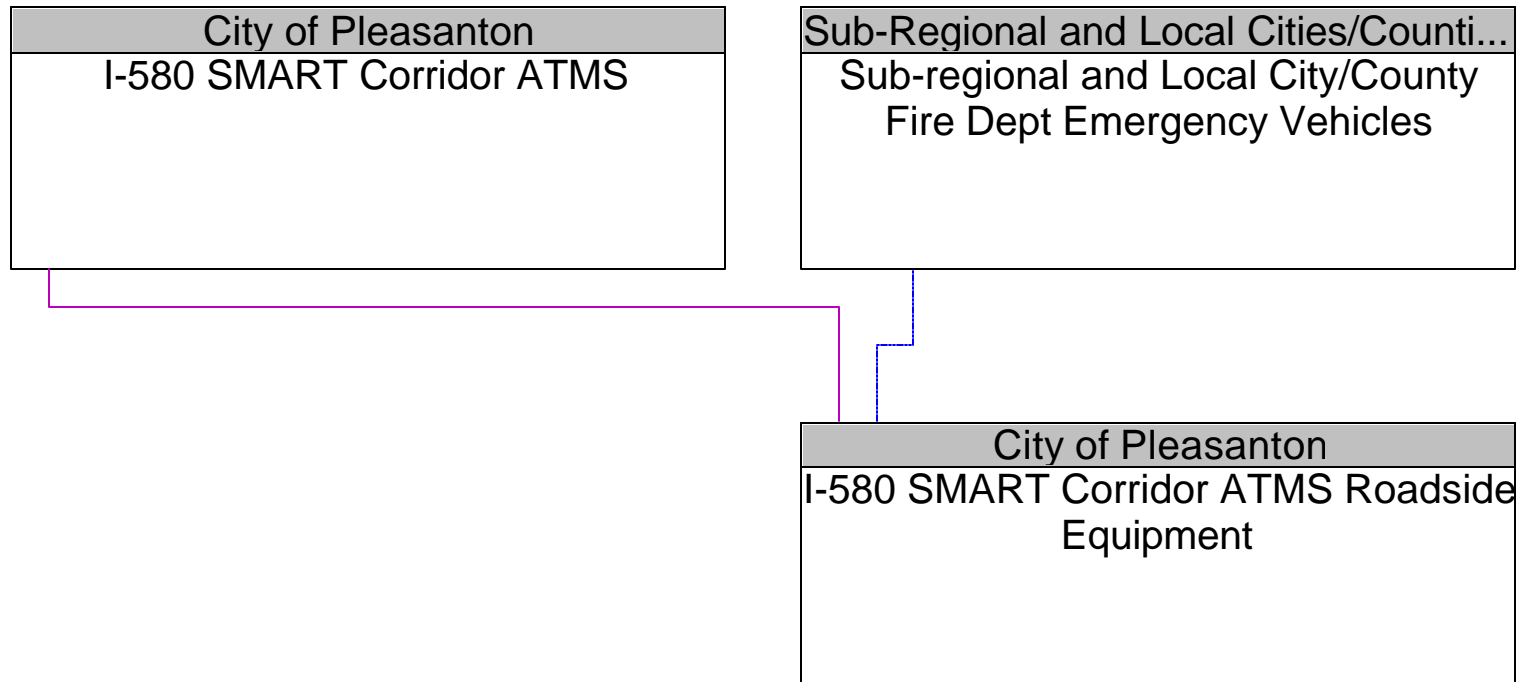 City of Pleasanton
I-580 SMART Corridor ATMS
Sub-Regional and Local Cities/Counti...
Sub-regional and Local City/County
Fire Dept Emergency Vehicles
City of Pleasanton
I-580 SMART Corridor ATMS Roadside
Equipment